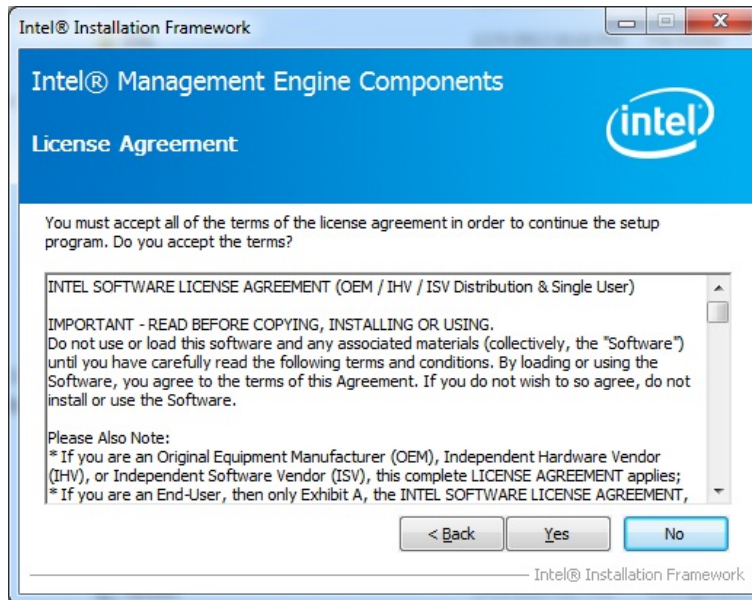 Intel® Installation Framework
Intel® Management Engine Components
intel
License Agreement
You must accept all of the terms of the license agreement in order to continue the setup
program. Do you accept the terms?
INTEL SOFTWARE LICENSE AGREEMENT (OEM / IHV / ISV Distribution & Single User)
IMPORTANT - READ BEFORE COPYING, INSTALLING OR USING.
Do not use or load this software and any associated materials (collectively, the "Software")
until you have carefully read the following terms and conditions. By loading or using the
Software, you agree to the terms of this Agreement. If you do not wish to so agree, do not
install or use the Software.
Please Also Note:
* If you are an Original Equipment Manufacturer (OEM), Independent Hardware Vendor
(IHV), or Independent Software Vendor (ISV), this complete LICENSE AGREEMENT applies;
* If you are an End-User, then only Exhibit A, the INTEL SOFTWARE LICENSE AGREEMENT,
< Back Yes No
Intel® Installation Framework